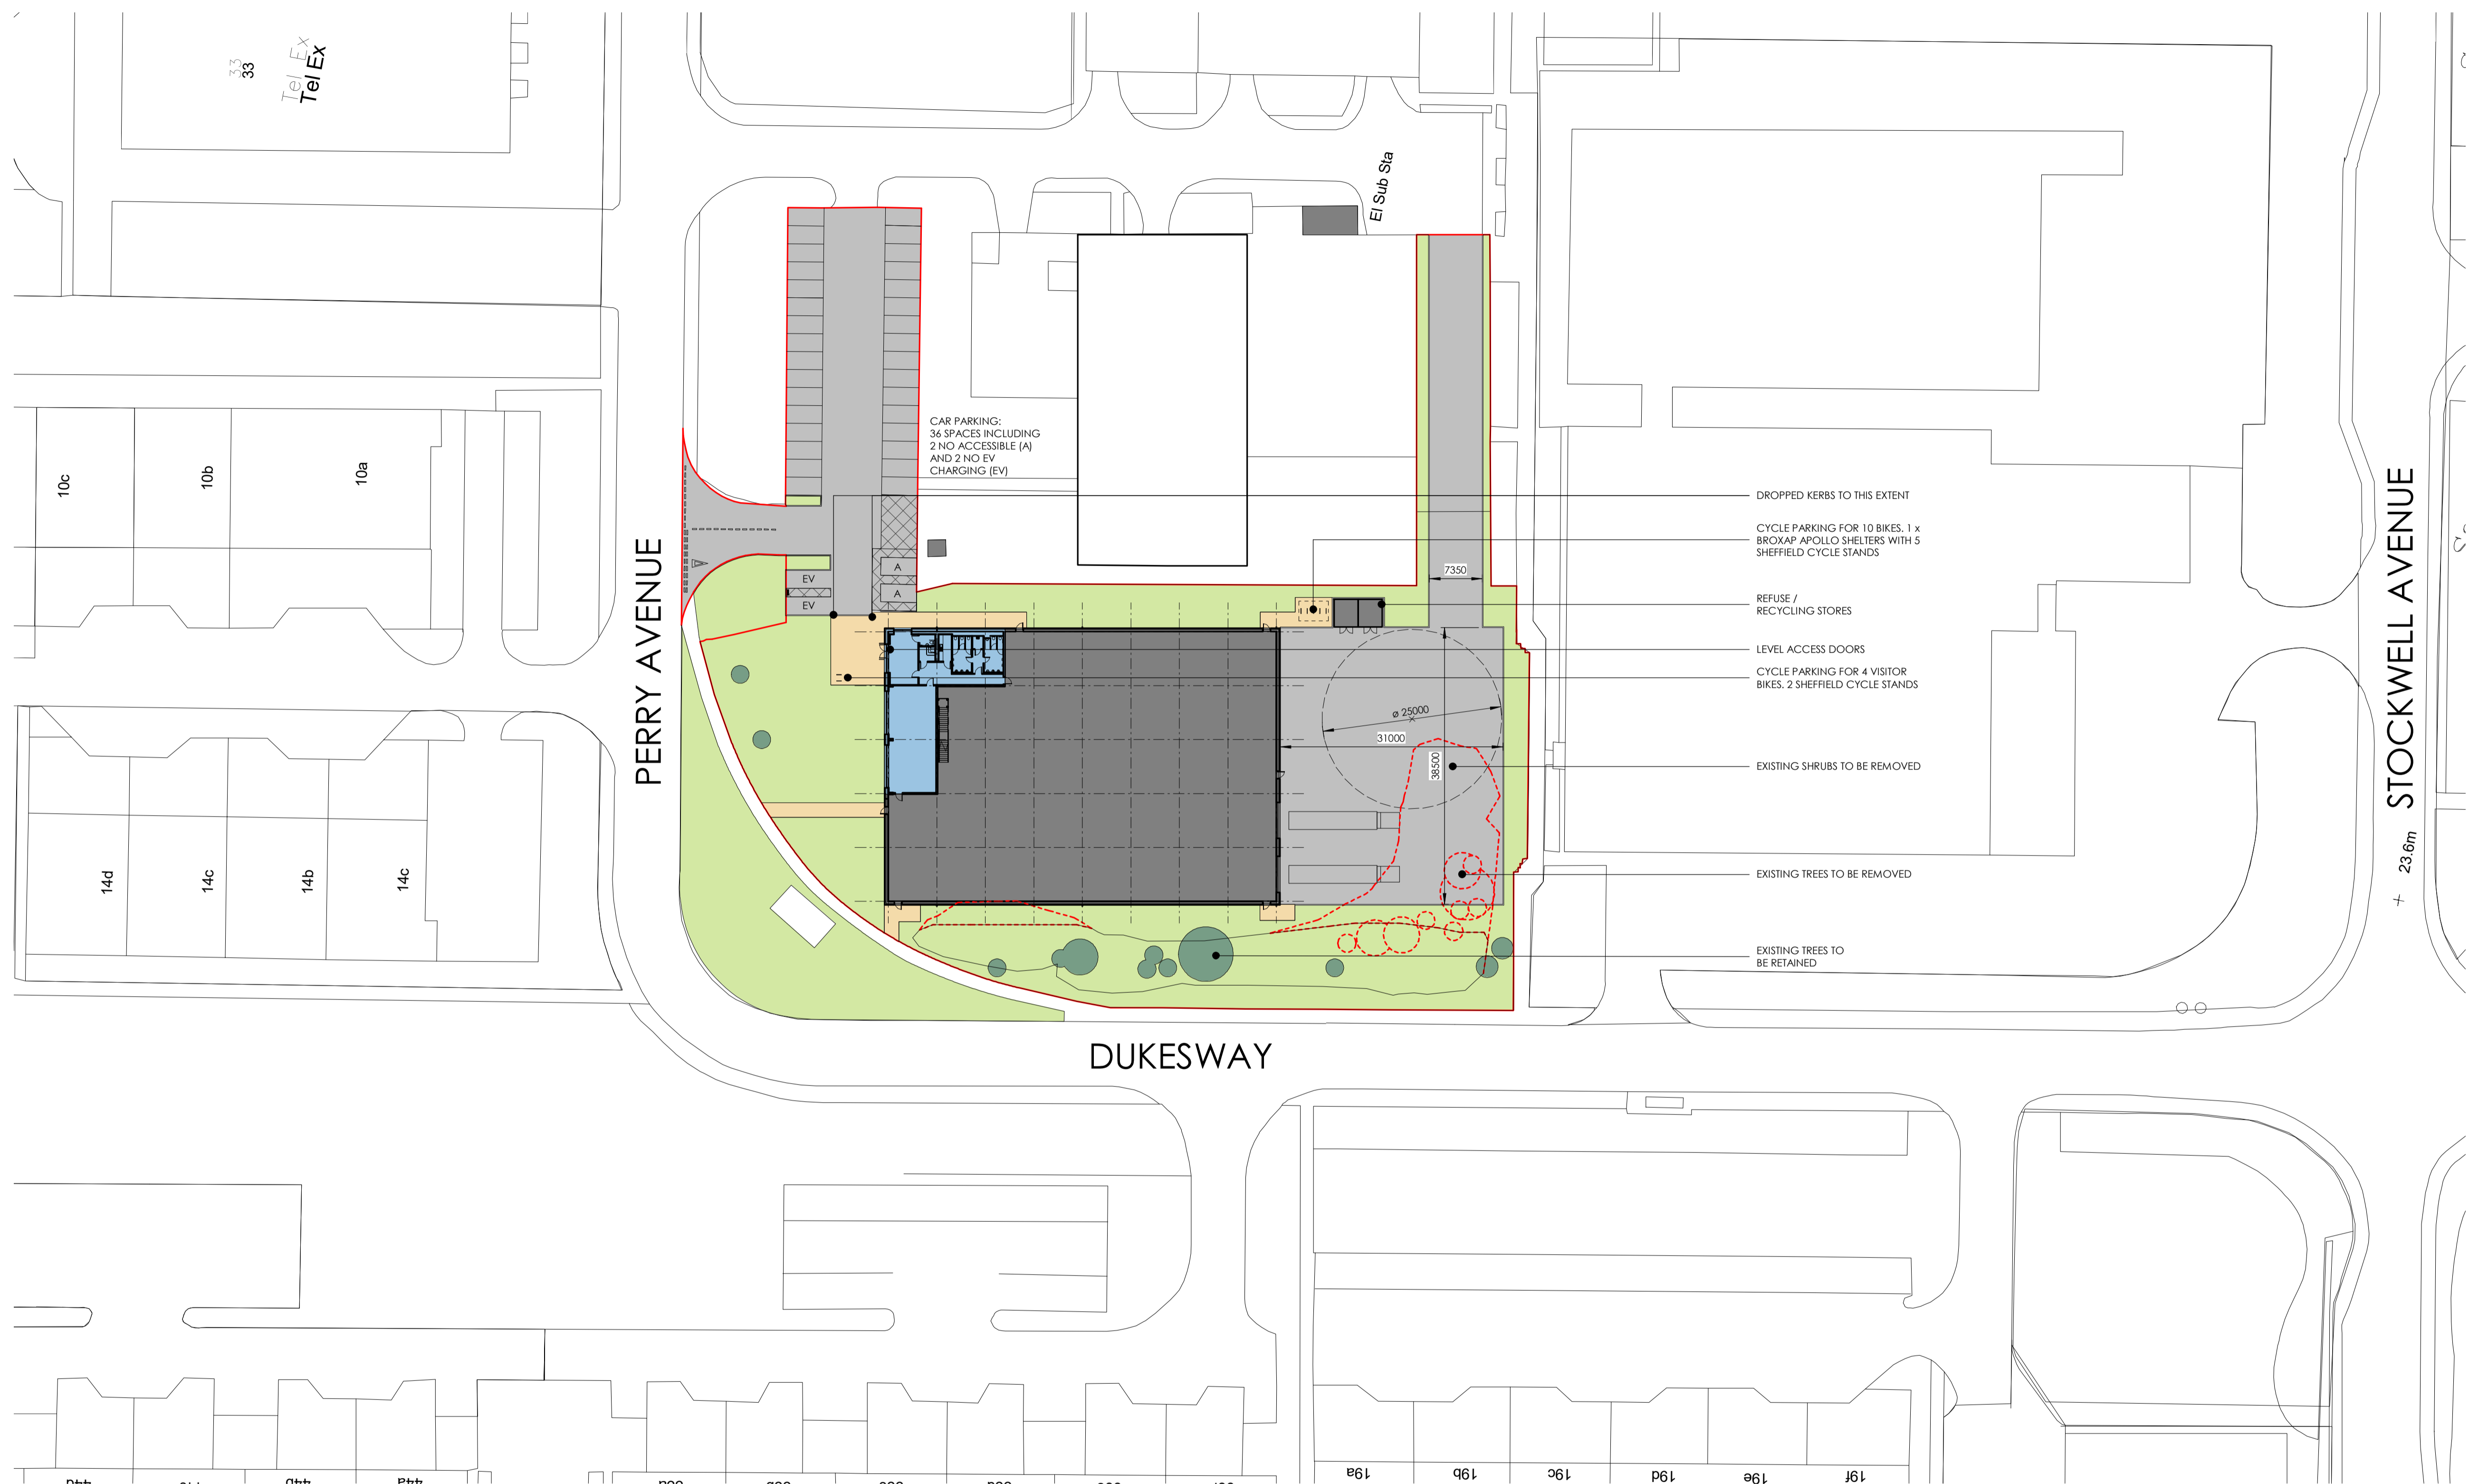 33
33
Tel Ex
Tel Ex
El Sub Sta
10c
10b
10a
CAR PARKING:
36 SPACES INCLUDING
2 NO ACCESSIBLE (A)
AND 2 NO EV
CHARGING (EV)
DROPPED KERBS TO THIS EXTENT
CYCLE PARKING FOR 10 BIKES. 1 x
BROXAP APOLLO SHELTERS WITH 5
SHEFFIELD CYCLE STANDS
REFUSE /
RECYCLING STORES
LEVEL ACCESS DOORS
CYCLE PARKING FOR 4 VISITOR
BIKES. 2 SHEFFIELD CYCLE STANDS
EXISTING SHRUBS TO BE REMOVED
EXISTING TREES TO BE REMOVED
EXISTING TREES TO
BE RETAINED
EV
EV
A
A
7350
ø 25000
31000
38500
PERRY AVENUE
STOCKWELL AVENUE
23.6m
14d
14c
14b
14c
DUKESWAY
44b
44a
19a
19b
19c
19d
19e
19f